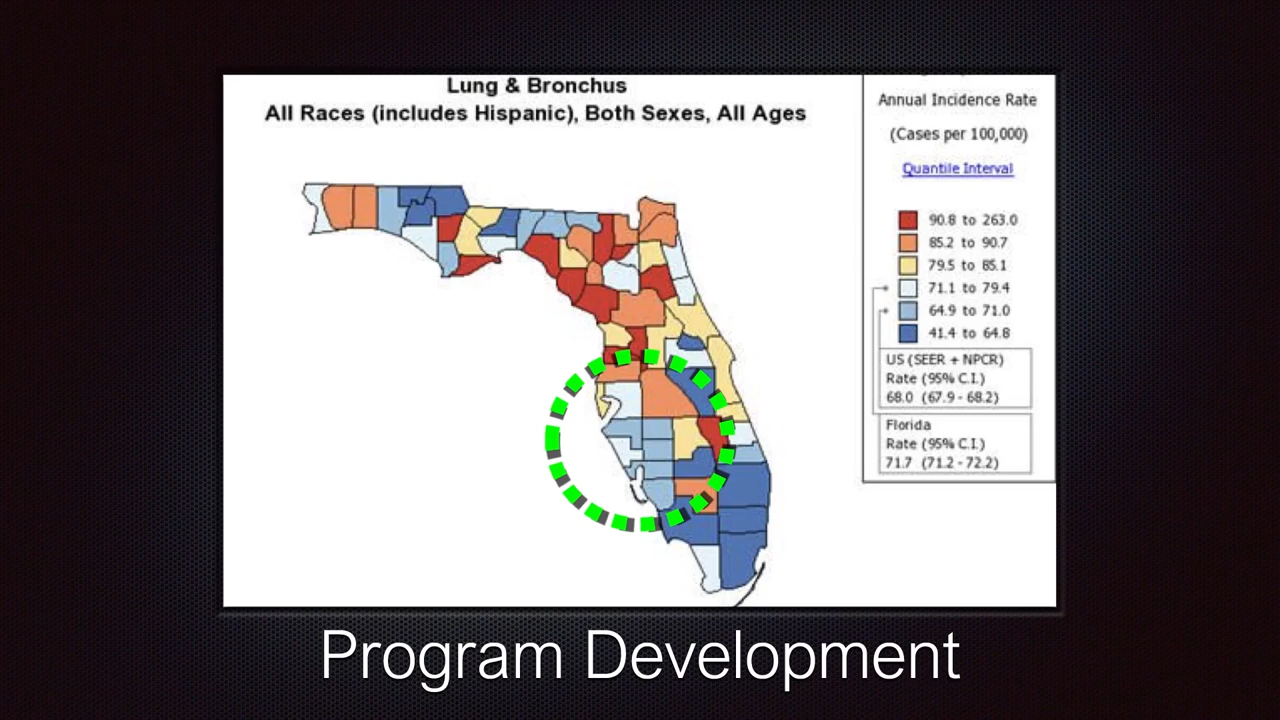 Lung & Bronchus
All Races (includes Hispanic), Both Sexes, All Ages
Annual Incidence Rate
(Cases per 100,000)
Quantile Interval
90.8 to 263.0
85.2 to 90.7
79.5 to 85.1
71.1 to 79.4
64.9 to 71.0
41.4 to 64.8
US (SEER + NPCR)
Rate (95% C.I.)
68.0 (67.9 - 68.2)
Florida
Rate (95% C.I.)
71.7 (71.2 - 72.2)
Program Development